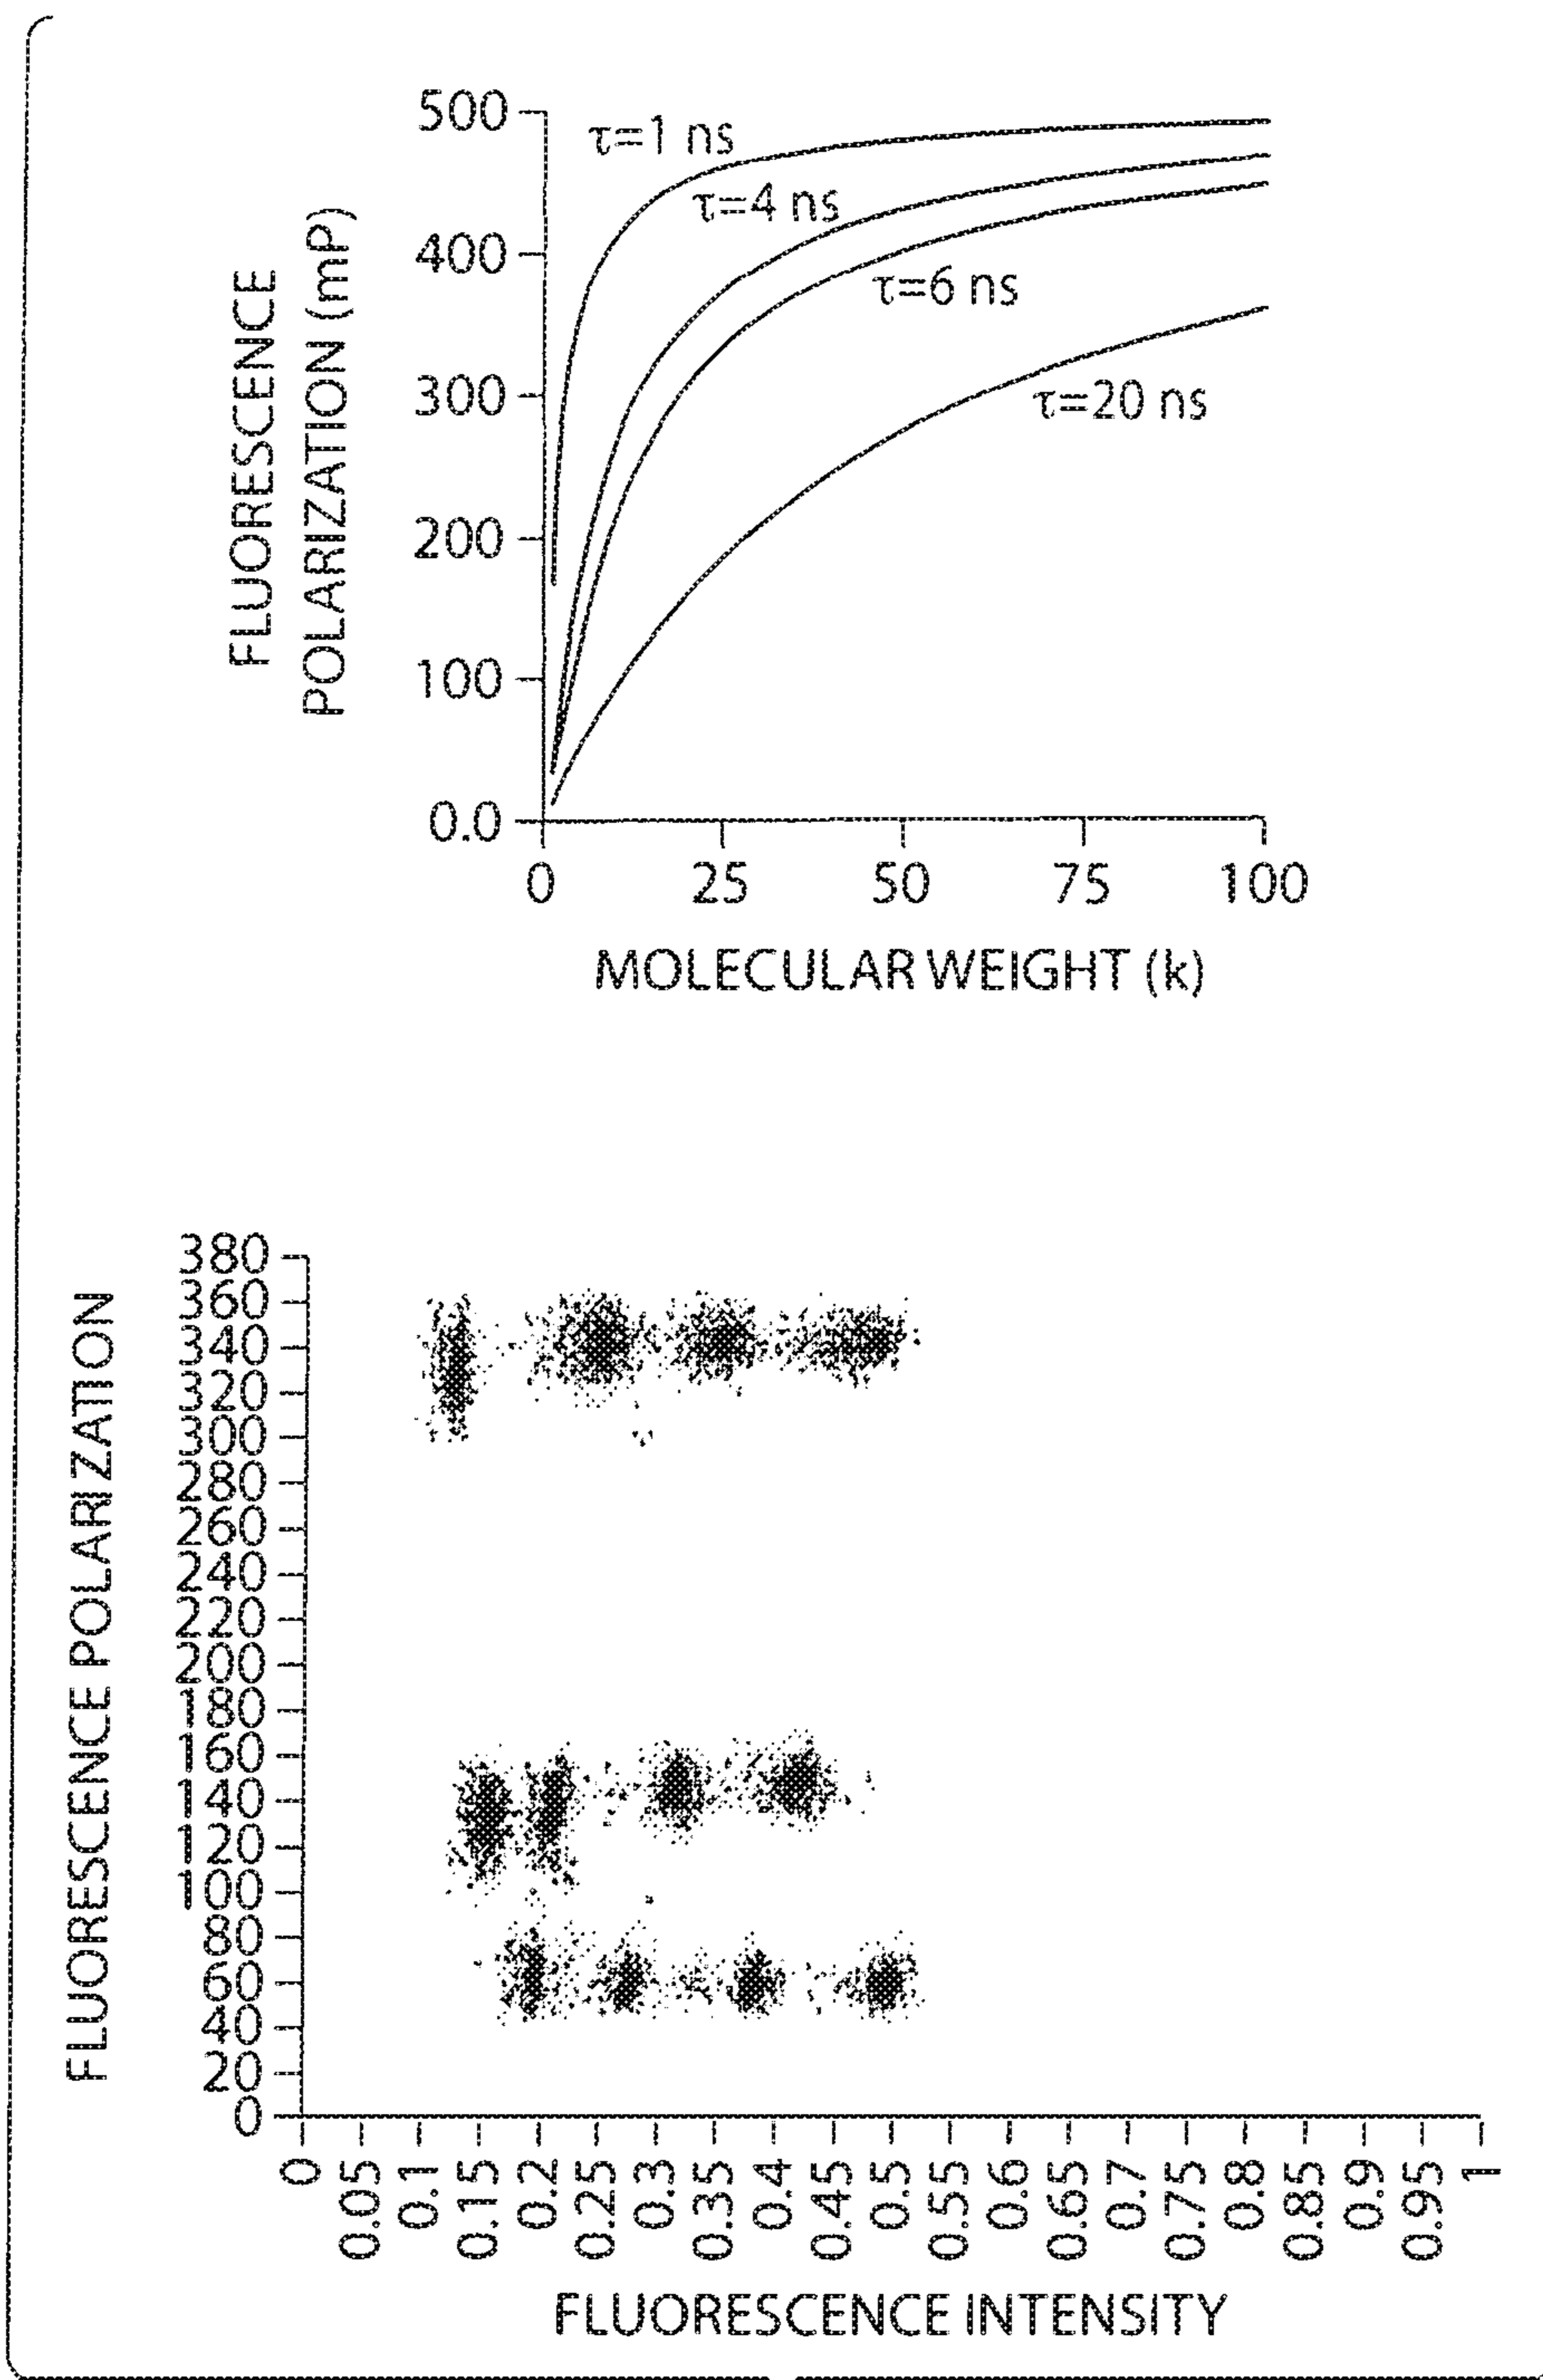 500
400
300
200
100
0.0
FLUORESCENCE
POLARIZATION (mP)
τ=1 ns
τ=4 ns
τ=6 ns
τ=20 ns
0 25 50 75 100
MOLECULAR WEIGHT (k)
FLUORESCENCE POLARIZATION
380
360
340
320
300
280
260
240
220
200
180
160
140
120
100
80
60
40
20
0
0 0.05 0.1 0.15 0.2 0.25 0.3 0.35 0.4 0.45 0.5 0.55 0.6 0.65 0.7 0.75 0.8 0.85 0.9 0.95 1
FLUORESCENCE INTENSITY